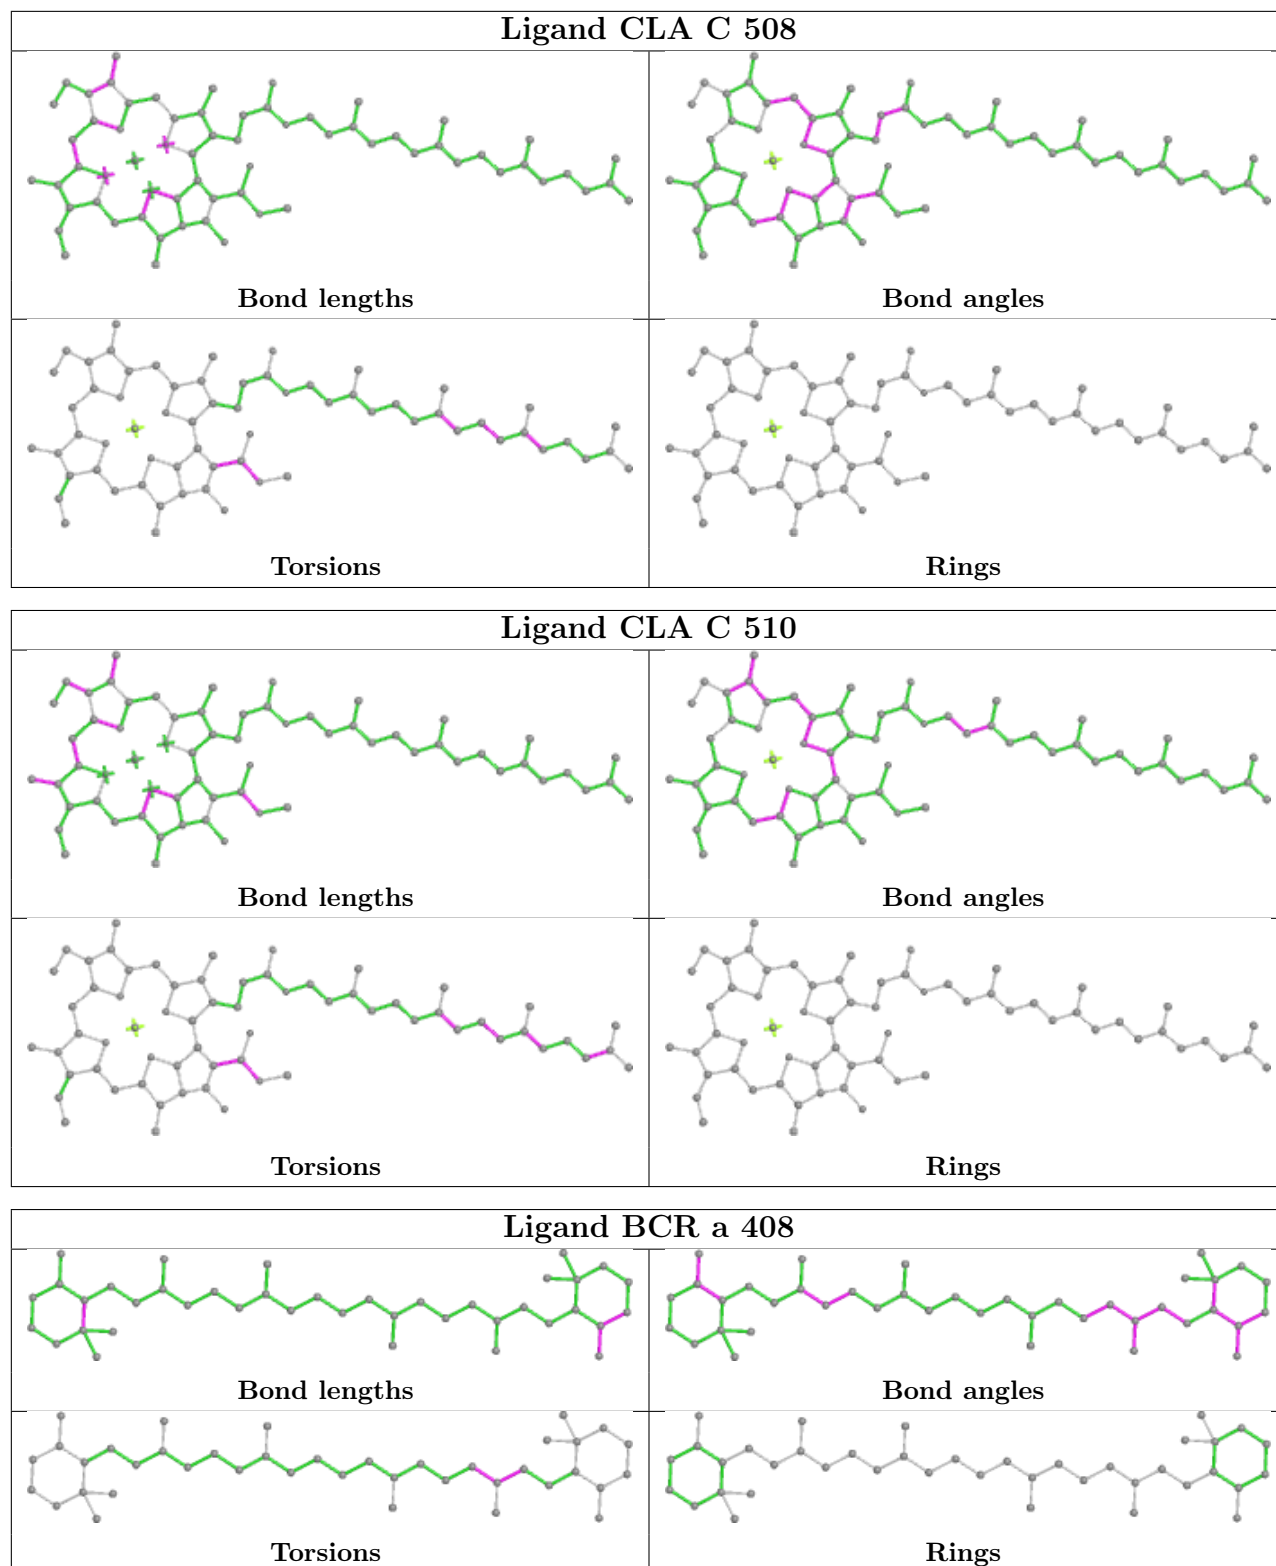 Ligand CLA C 508
Bond lengths
Bond angles
Torsions
Rings
Ligand CLA C 510
Bond lengths
Bond angles
Torsions
Rings
Ligand BCR a 408
Bond lengths
Bond angles
Torsions
Rings